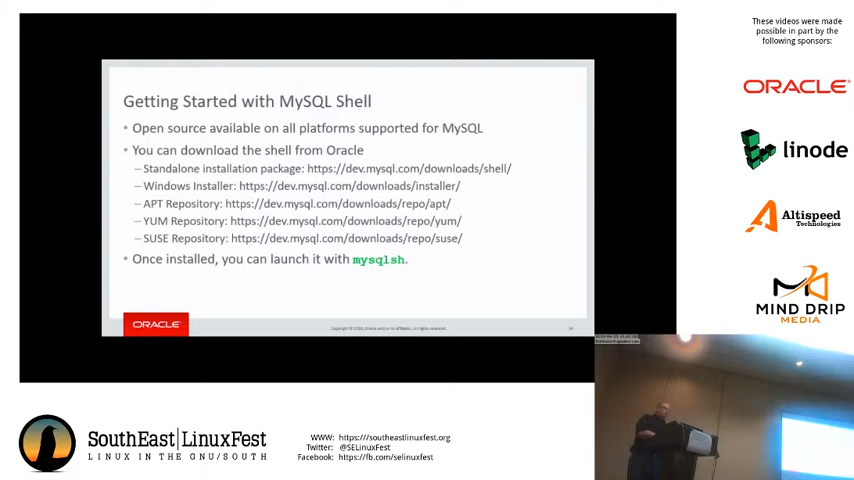 These videos were made
possible in part by the
following sponsors:
ORACLE
linode
Altispeed
Technologies
MIND DRIP
MEDIA
Getting Started with MySQL Shell
• Open source available on all platforms supported for MySQL
• You can download the shell from Oracle
– Standalone installation package: https://dev.mysql.com/downloads/shell/
– Windows Installer: https://dev.mysql.com/downloads/installer/
– APT Repository: https://dev.mysql.com/downloads/repo/apt/
– YUM Repository: https://dev.mysql.com/downloads/repo/yum/
– SUSE Repository: https://dev.mysql.com/downloads/repo/suse/
• Once installed, you can launch it with mysqlsh.
ORACLE
SouthEast|LinuxFest
LINUX IN THE GNU/SOUTH
WWW: https://southeastlinuxfest.org
Twitter: @SELinuxFest
Facebook: https://fb.com/selinuxfest